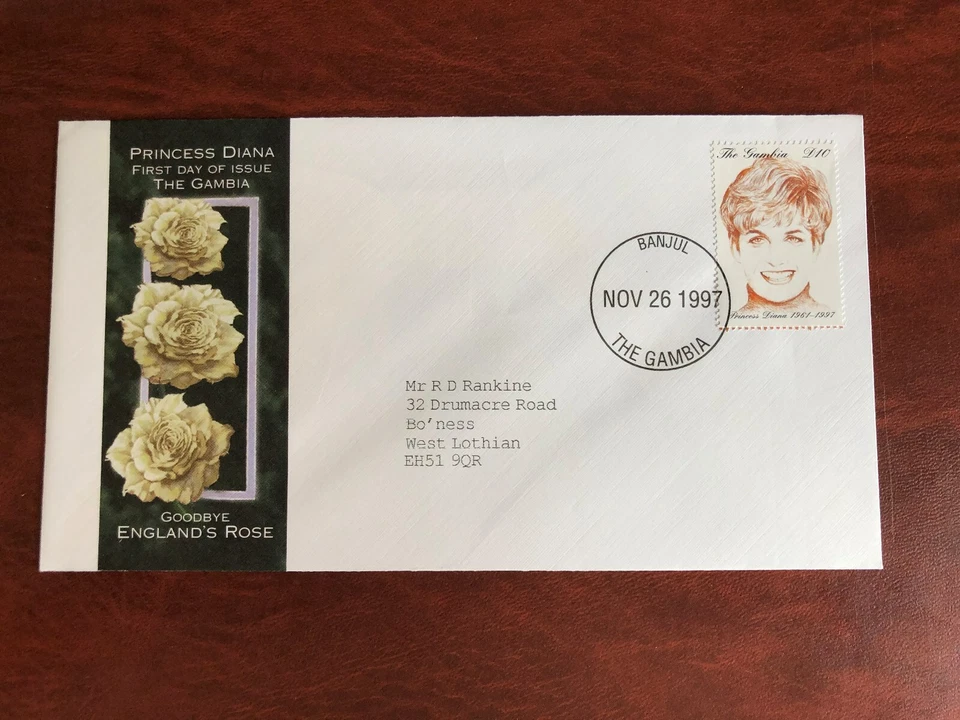 PRINCESS DIANA
FIRST DAY OF ISSUE
THE GAMBIA
GOODBYE
ENGLAND'S ROSE
The Gambia D10
Princess Diana 1961-1997
BANJUL
NOV 26 1997
THE GAMBIA
Mr R D Rankine
32 Drumacre Road
Bo'ness
West Lothian
EH51 9QR